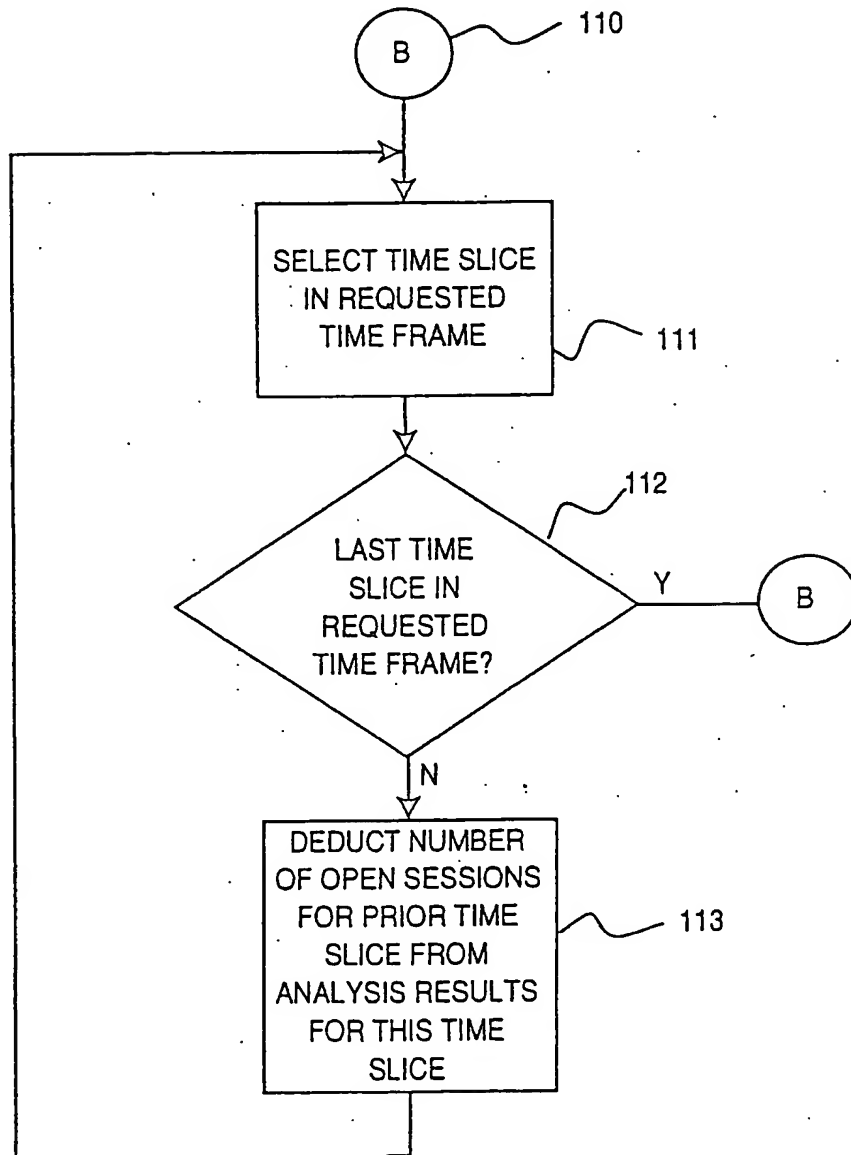 B
110
SELECT TIME SLICE
IN REQUESTED
TIME FRAME
111
112
LAST TIME
SLICE IN
REQUESTED
TIME FRAME?
Y
B
N
DEDUCT NUMBER
OF OPEN SESSIONS
FOR PRIOR TIME
SLICE FROM
ANALYSIS RESULTS
FOR THIS TIME
SLICE
113